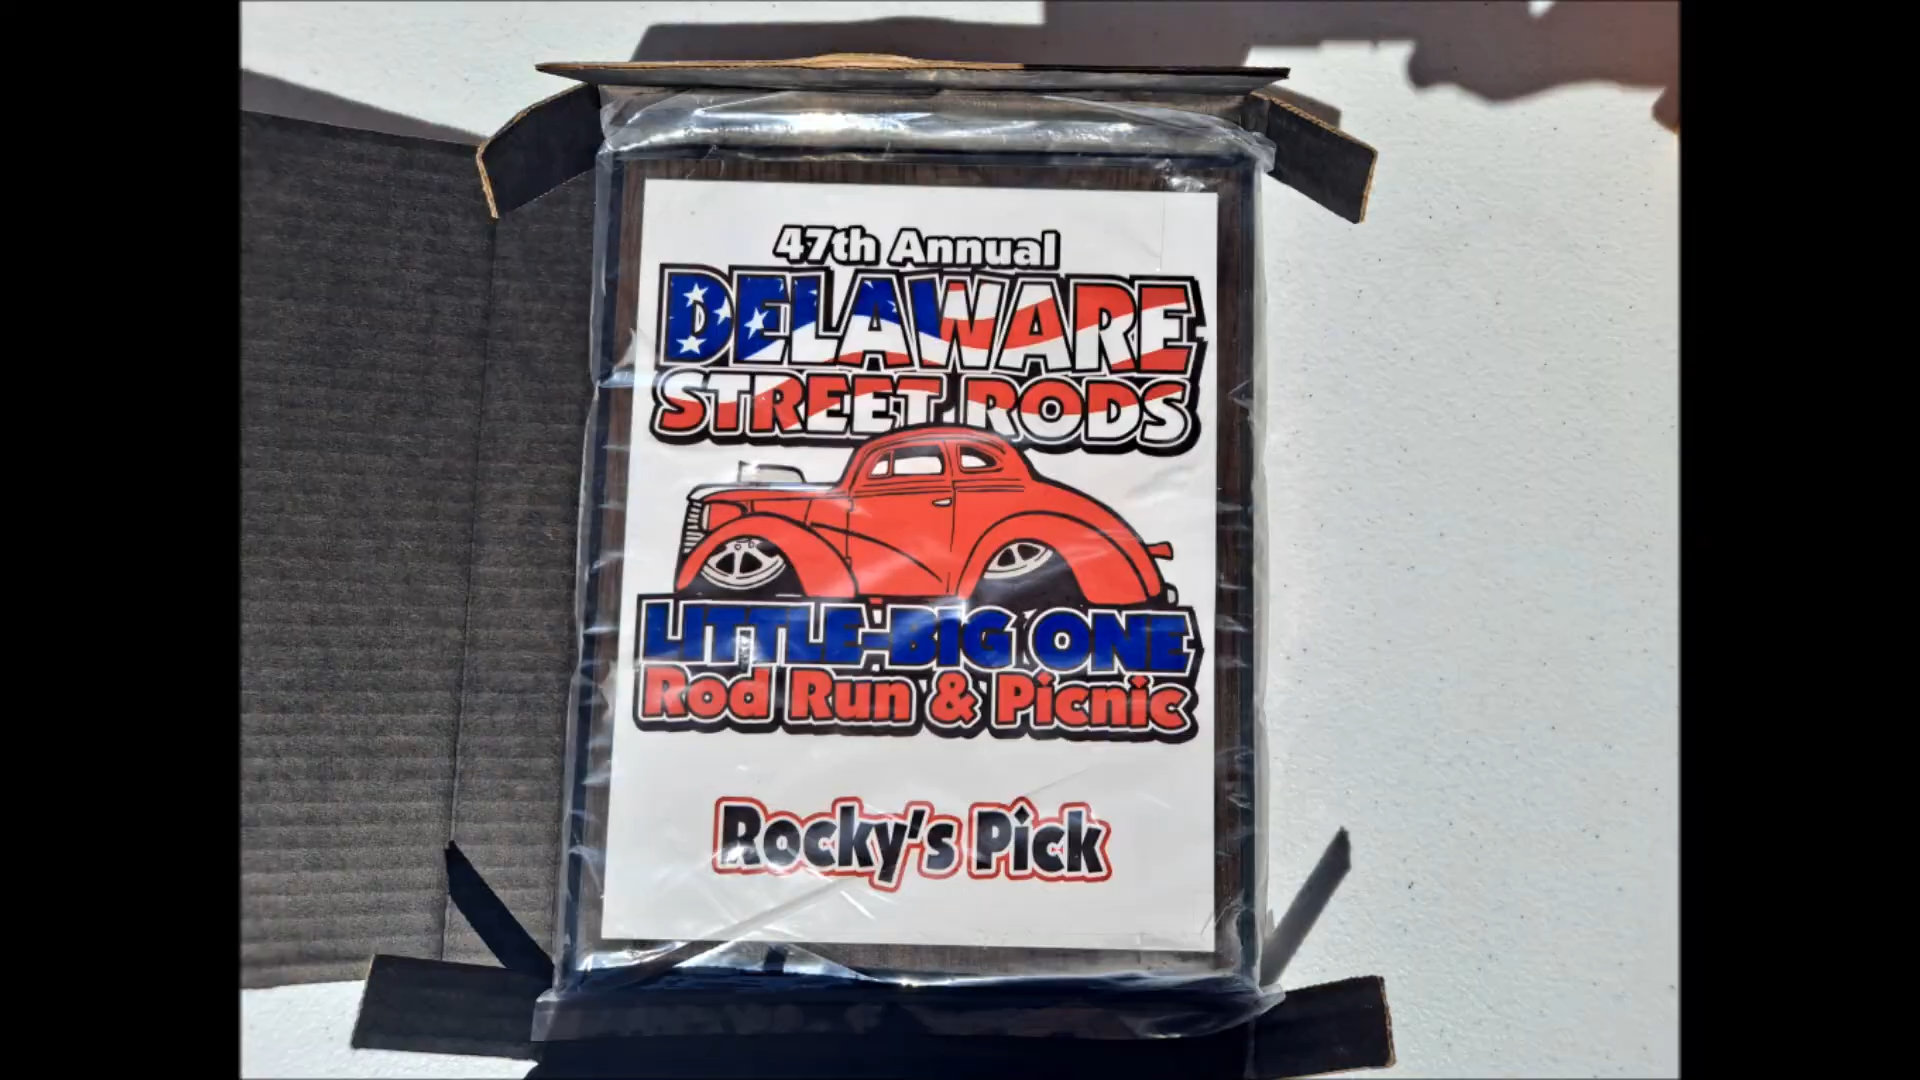 47th Annual
DELAWARE
STREET RODS
LITTLE-BIG ONE
Rod Run & Picnic
Rocky's Pick